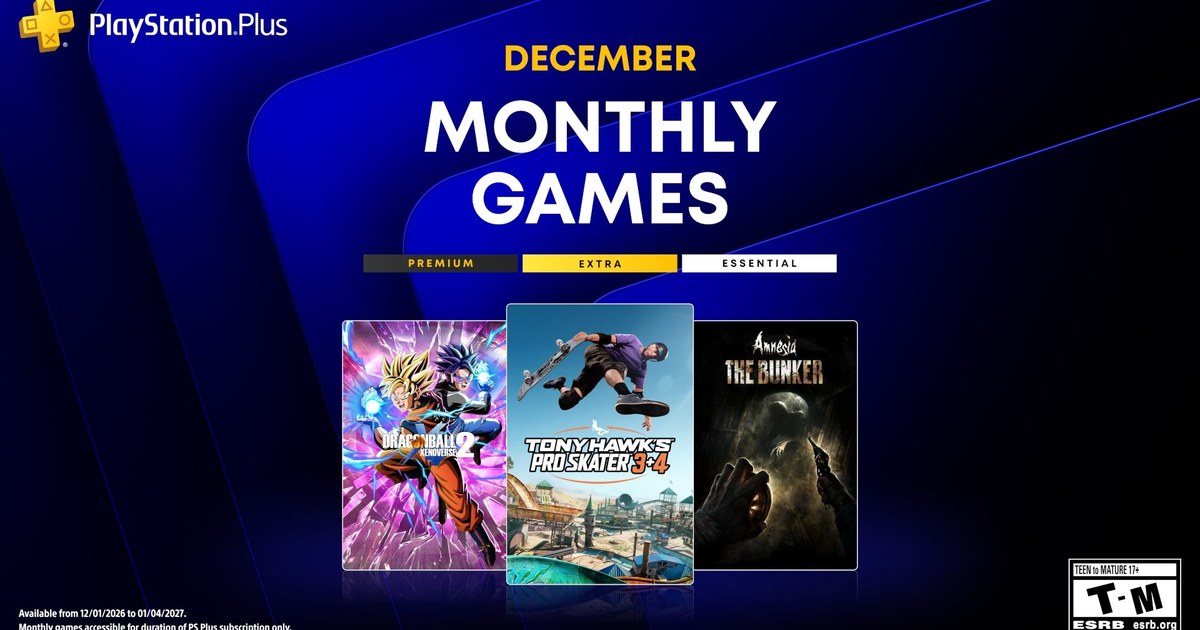 PlayStation®Plus
DECEMBER
MONTHLY
GAMES
PREMIUM
EXTRA
ESSENTIAL
DRAGONBALL
XENOVERSE 2
TONY HAWK'S
PRO SKATER 3+4
Amnesia
THE BUNKER
Available from 12/01/2026 to 01/04/2027.
Monthly games accessible for duration of PS Plus subscription only.
TEEN to MATURE 17+
T-M
ESRB esrb.org